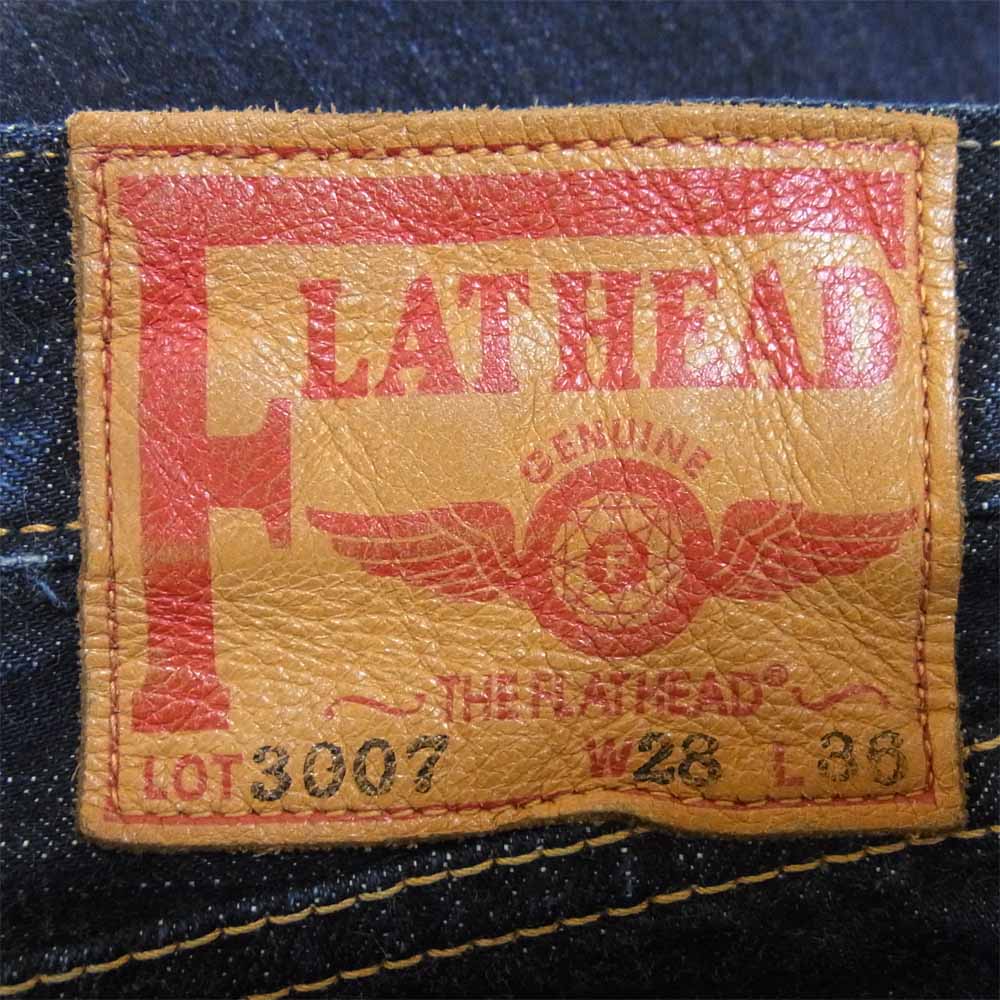 FLATHEAD
GENUINE
F
THE FLATHEAD®
LOT 3007 W28 L36